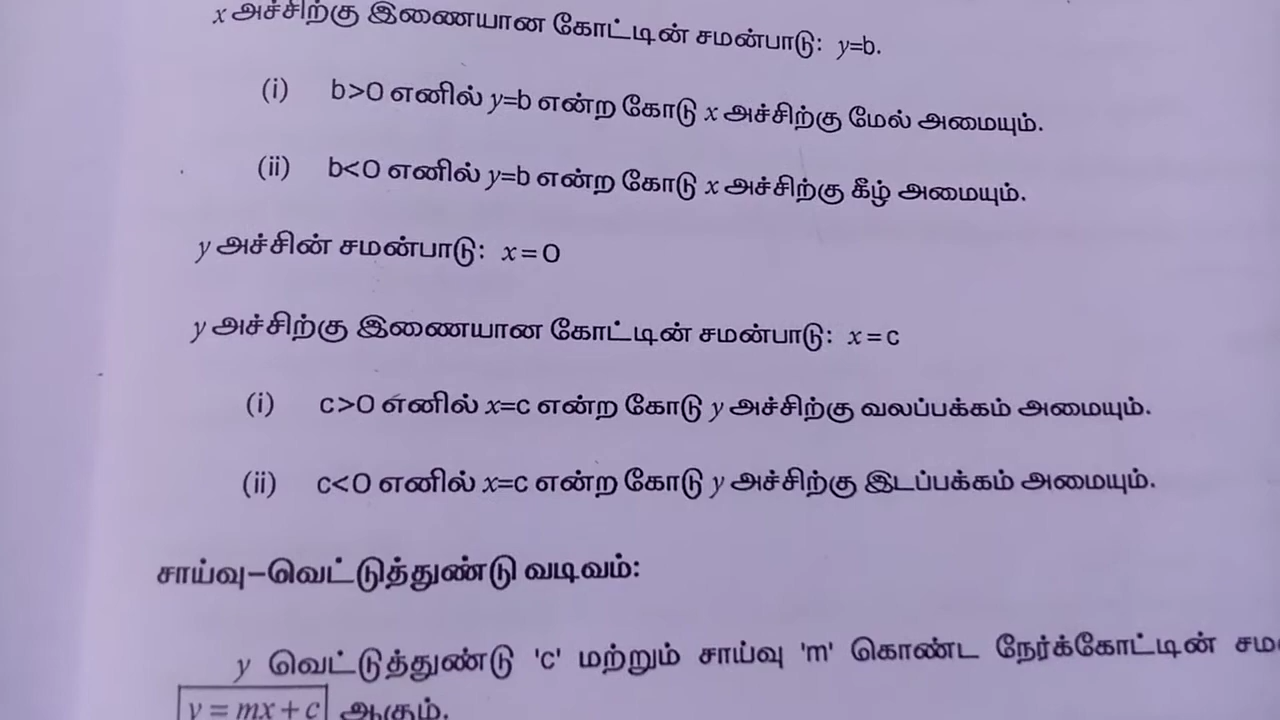 x அச்சிற்கு இணையான கோட்டின் சமன்பாடு: y=b.
(i) b>0 எனில் y=b என்ற கோடு x அச்சிற்கு மேல் அமையும்.
(ii) b<0 எனில் y=b என்ற கோடு x அச்சிற்கு கீழ் அமையும்.
y அச்சின் சமன்பாடு: x=0
y அச்சிற்கு இணையான கோட்டின் சமன்பாடு: x=c
(i) c>0 எனில் x=c என்ற கோடு y அச்சிற்கு வலப்பக்கம் அமையும்.
(ii) c<0 எனில் x=c என்ற கோடு y அச்சிற்கு இடப்பக்கம் அமையும்.
சாய்வு–வெட்டுத்துண்டு வடிவம்:
y வெட்டுத்துண்டு 'c' மற்றும் சாய்வு 'm' கொண்ட நேர்க்கோட்டின்
y = mx + c ஆகும்.